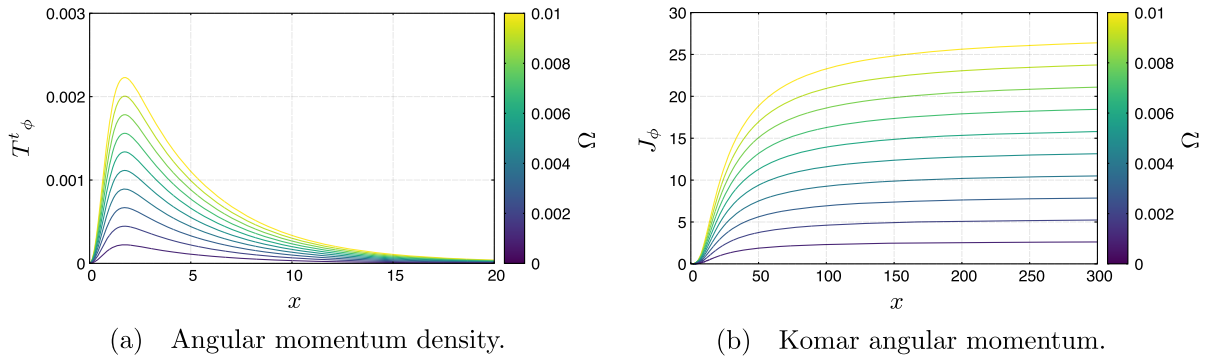 0.003
0.002
0.001
0
T^t_ϕ
0 5 10 15 20
x
0.01
0.008
0.006
0.004
0.002
0
Ω
(a) Angular momentum density.
30
25
20
15
10
5
0
J_ϕ
0 50 100 150 200 250 300
x
0.01
0.008
0.006
0.004
0.002
0
Ω
(b) Komar angular momentum.